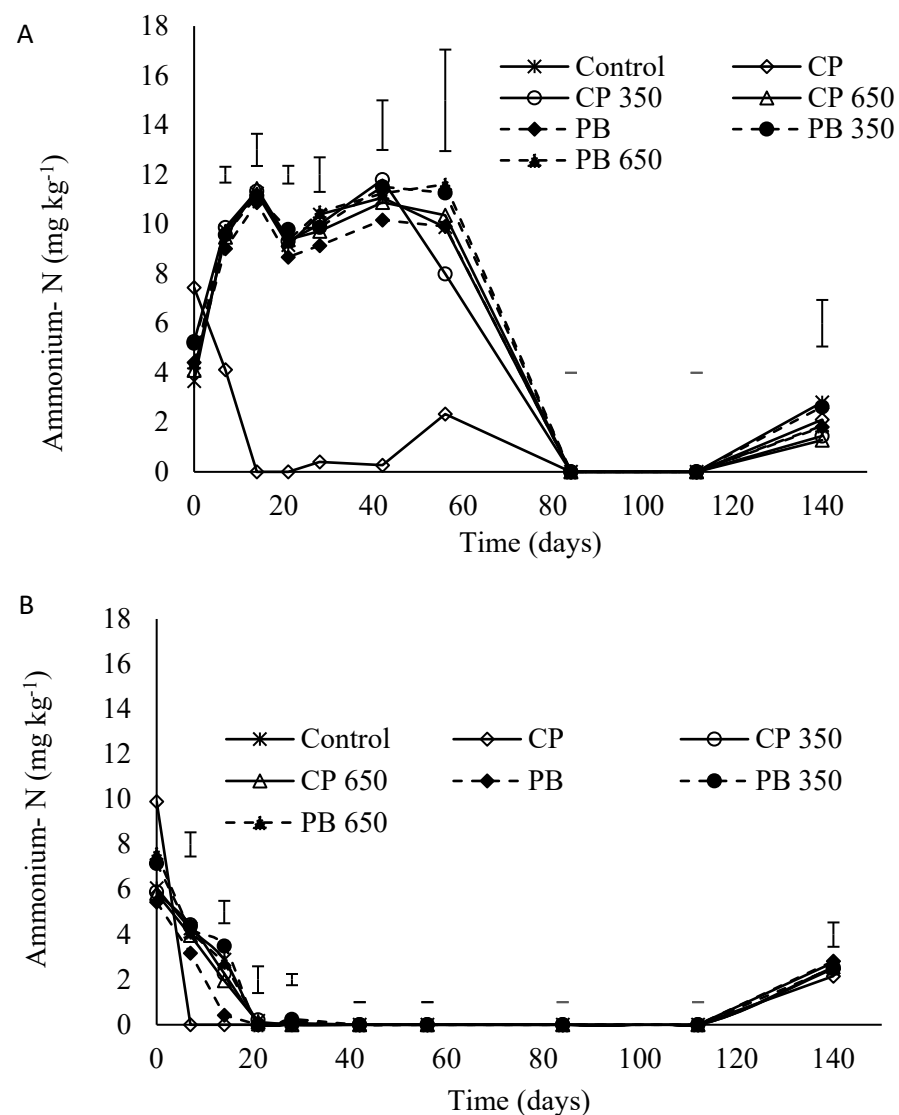 A
18
16
14
12
10
8
6
4
2
0
Ammonium- N (mg kg-1)
Control
CP
CP 350
CP 650
PB
PB 350
PB 650
0 20 40 60 80 100 120 140
Time (days)
B
18
16
14
12
10
8
6
4
2
0
Ammonium- N (mg kg-1)
Control CP CP 350
CP 650 PB PB 350
PB 650
0 20 40 60 80 100 120 140
Time (days)